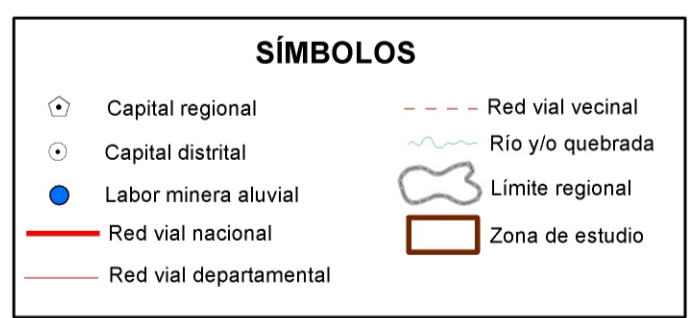 SÍMBOLOS
Capital regional
Capital distrital
Labor minera aluvial
Red vial nacional
Red vial departamental
Red vial vecinal
Río y/o quebrada
Límite regional
Zona de estudio